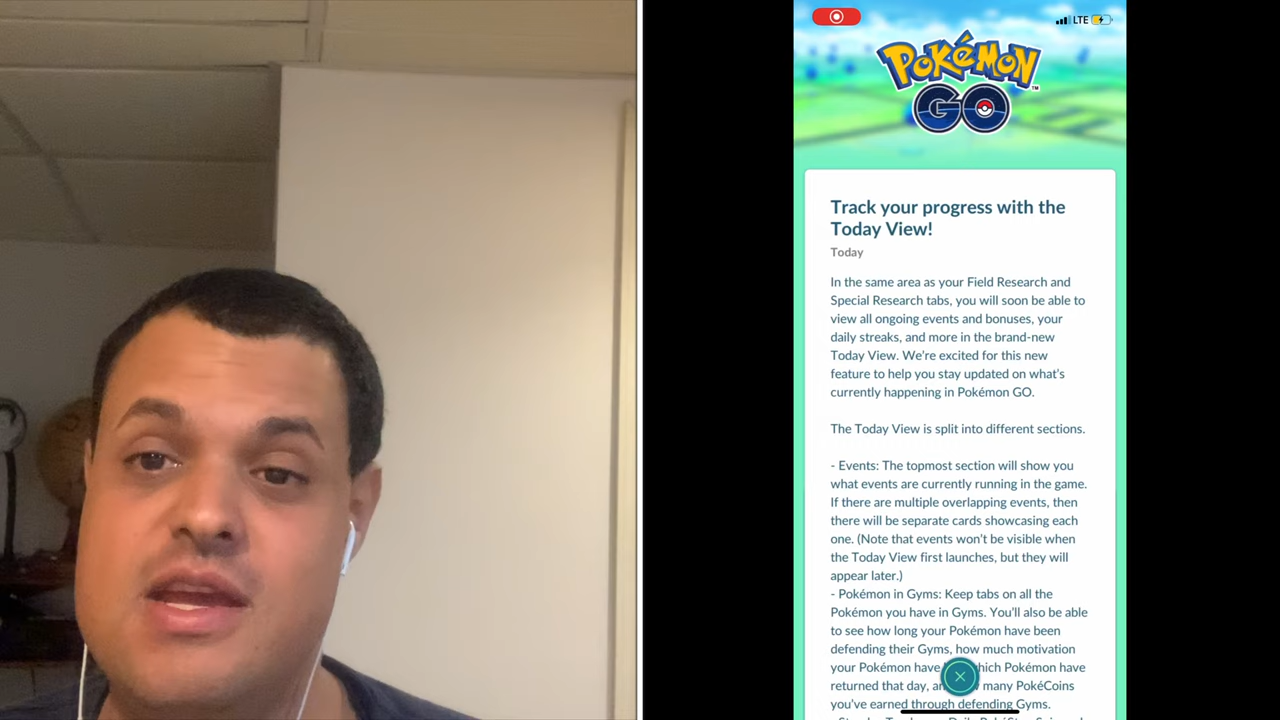 LTE
POKÉMON
GO
Track your progress with the
Today View!
Today
In the same area as your Field Research and
Special Research tabs, you will soon be able to
view all ongoing events and bonuses, your
daily streaks, and more in the brand-new
Today View. We're excited for this new
feature to help you stay updated on what's
currently happening in Pokémon GO.
The Today View is split into different sections.
- Events: The topmost section will show you
what events are currently running in the game.
If there are multiple overlapping events, then
there will be separate cards showcasing each
one. (Note that events won't be visible when
the Today View first launches, but they will
appear later.)
- Pokémon in Gyms: Keep tabs on all the
Pokémon you have in Gyms. You'll also be able
to see how long your Pokémon have been
defending their Gyms, how much motivation
your Pokémon have Pokémon have
returned that day, many PokéCoins
you've earned through defending Gyms.